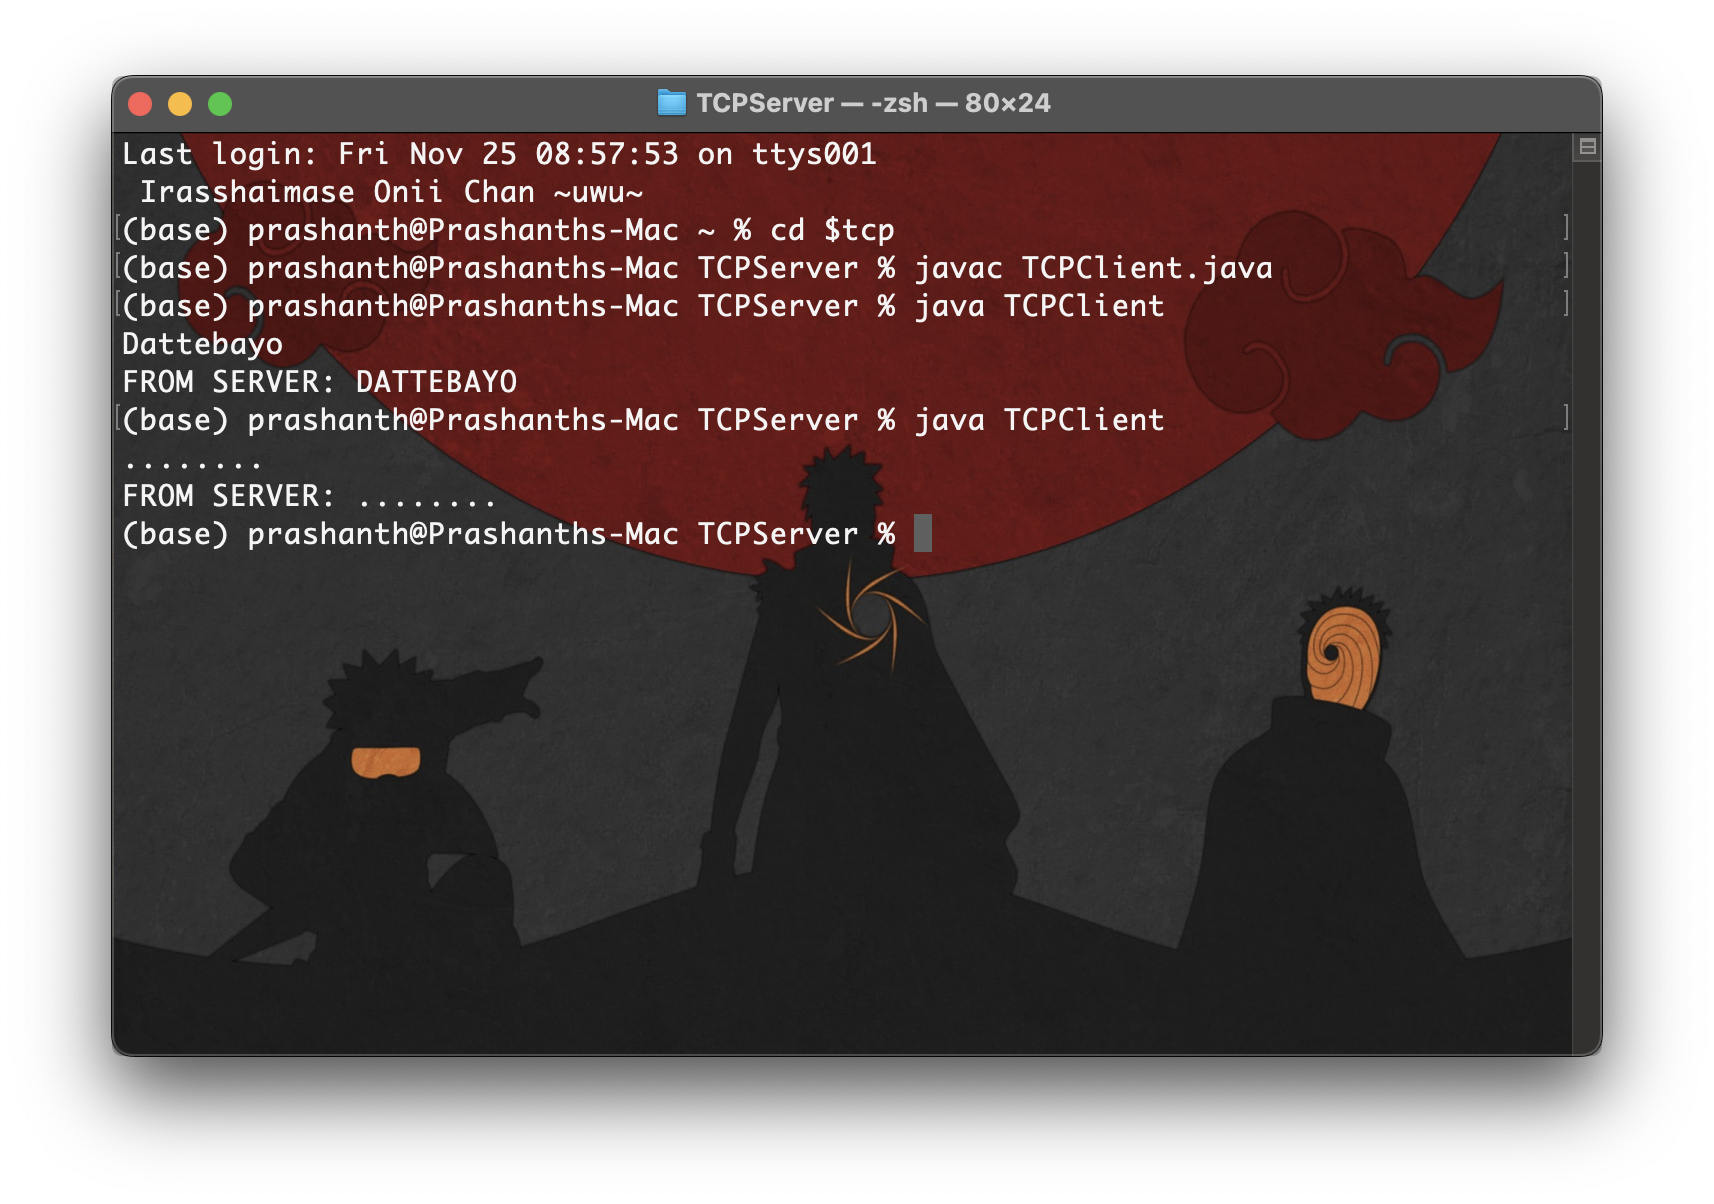 TCPServer — -zsh — 80×24
Last login: Fri Nov 25 08:57:53 on ttys001
Irasshaimase Onii Chan ~uwu~
[(base) prashanth@Prashanths-Mac ~ % cd $tcp ]
[(base) prashanth@Prashanths-Mac TCPServer % javac TCPClient.java ]
[(base) prashanth@Prashanths-Mac TCPServer % java TCPClient ]
Dattebayo
FROM SERVER: DATTEBAYO
[(base) prashanth@Prashanths-Mac TCPServer % java TCPClient ]
........
FROM SERVER: ........
(base) prashanth@Prashanths-Mac TCPServer %